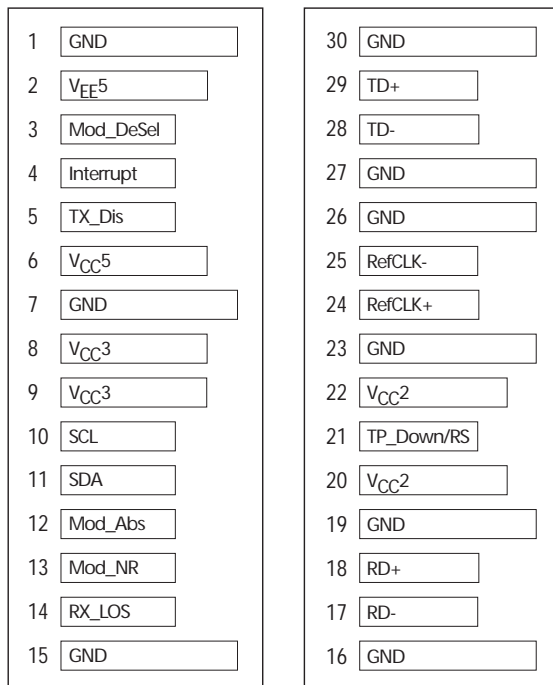 1 GND
2 VEE5
3 Mod_DeSel
4 Interrupt
5 TX_Dis
6 VCC5
7 GND
8 VCC3
9 VCC3
10 SCL
11 SDA
12 Mod_Abs
13 Mod_NR
14 RX_LOS
15 GND
30 GND
29 TD+
28 TD-
27 GND
26 GND
25 RefCLK-
24 RefCLK+
23 GND
22 VCC2
21 TP_Down/RS
20 VCC2
19 GND
18 RD+
17 RD-
16 GND